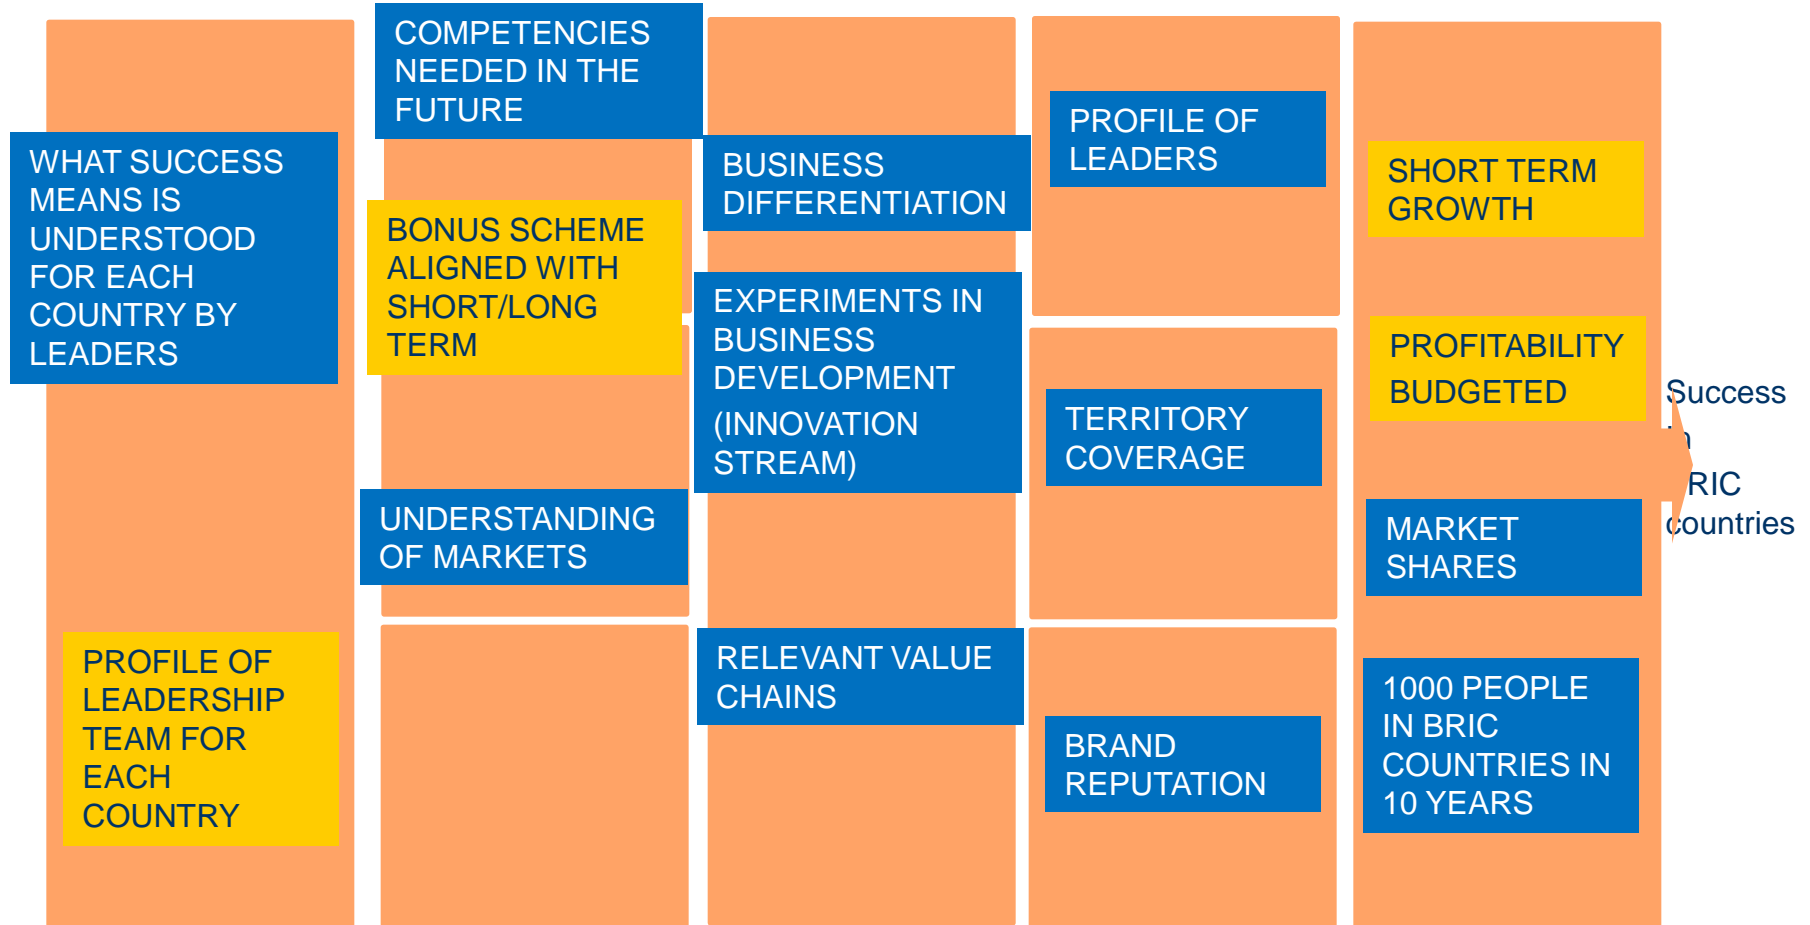 WHAT SUCCESS
MEANS IS
UNDERSTOOD
FOR EACH
COUNTRY BY
LEADERS
PROFILE OF
LEADERSHIP
TEAM FOR
EACH
COUNTRY
COMPETENCIES
NEEDED IN THE
FUTURE
BONUS SCHEME
ALIGNED WITH
SHORT/LONG
TERM
UNDERSTANDING
OF MARKETS
BUSINESS
DIFFERENTIATION
EXPERIMENTS IN
BUSINESS
DEVELOPMENT
(INNOVATION
STREAM)
RELEVANT VALUE
CHAINS
PROFILE OF
LEADERS
TERRITORY
COVERAGE
BRAND
REPUTATION
SHORT TERM
GROWTH
PROFITABILITY
BUDGETED
MARKET
SHARES
1000 PEOPLE
IN BRIC
COUNTRIES IN
10 YEARS
Success
in
BRIC
countries